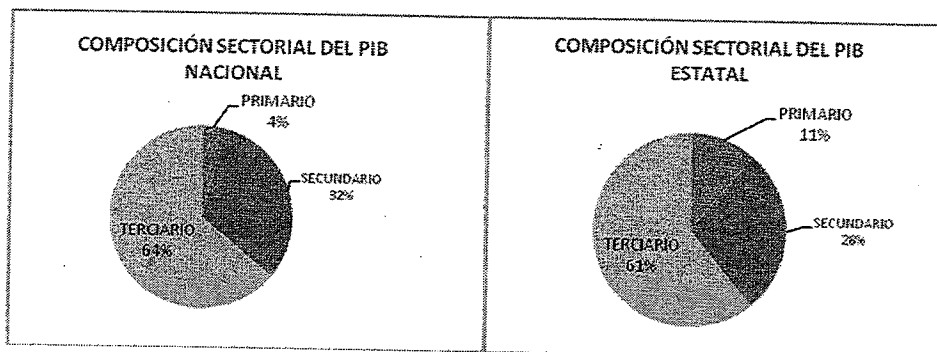 COMPOSICIÓN SECTORIAL DEL PIB
NACIONAL
PRIMARIO
4%
SECUNDARIO
32%
TERCIARIO
64%
COMPOSICIÓN SECTORIAL DEL PIB
ESTATAL
PRIMARIO
11%
SECUNDARIO
28%
TERCIARIO
61%